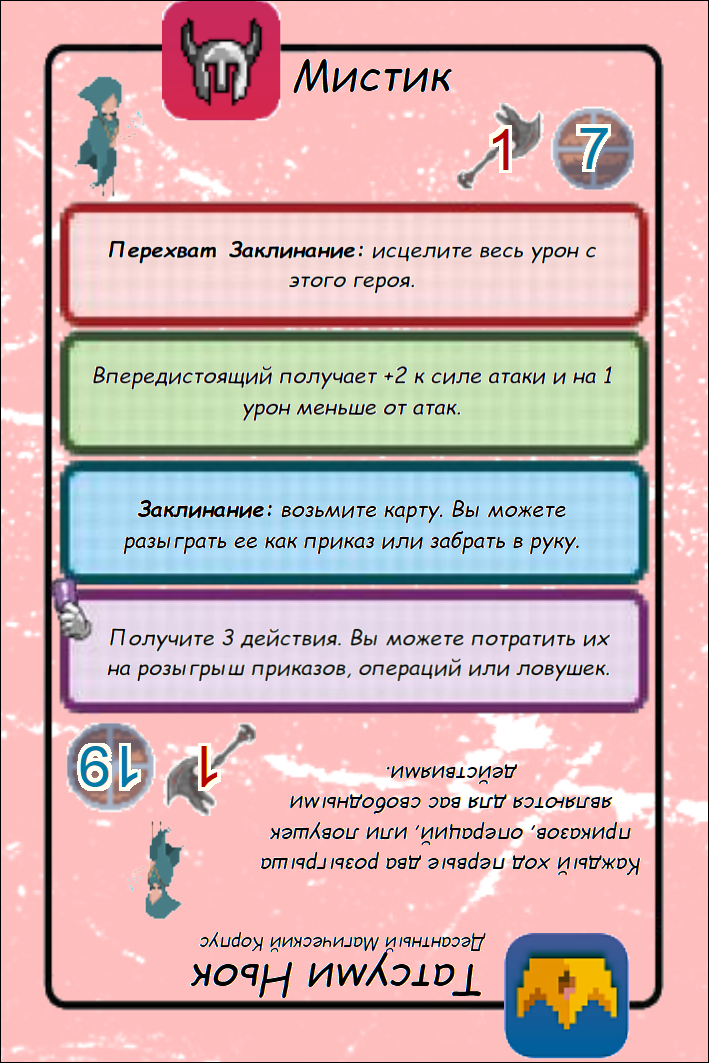 Мистик
1 7
Перехват Заклинание: исцелите весь урон с
этого героя.
Впередистоящий получает +2 к силе атаки и на 1
урон меньше от атак.
Заклинание: возьмите карту. Вы можете
разыграть ее как приказ или забрать в руку.
Получите 3 действия. Вы можете потратить их
на розыгрыш приказов, операций или ловушек.
Татсуми Ньок
Десантный Магический Корпус
Каждый ход первые два розыгрыша
приказов, операций, или ловушек
являются для вас свободными
действиями.
1 19